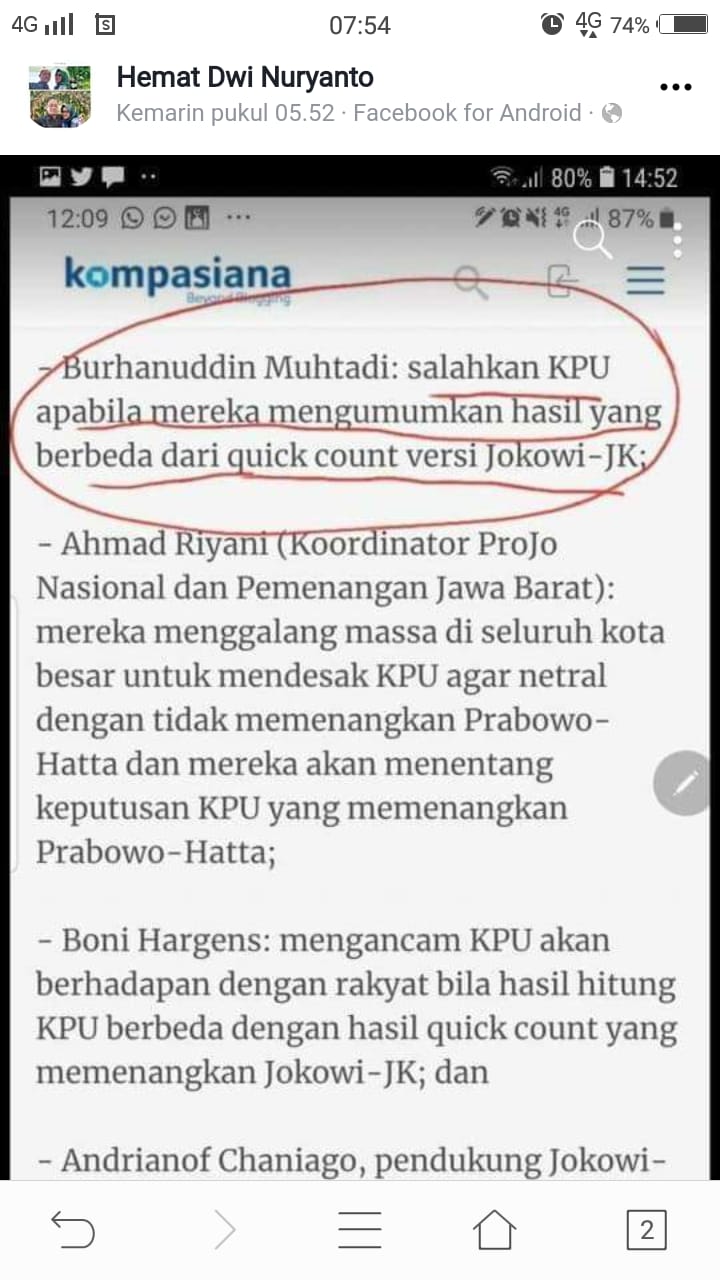 4G 07:54 4G 74%
Hemat Dwi Nuryanto
Kemarin pukul 05.52 · Facebook for Android ·
80% 14:52
12:09 4G 87%
kompasiana
Beyond Blogging
- Burhanuddin Muhtadi: salahkan KPU
apabila mereka mengumumkan hasil yang
berbeda dari quick count versi Jokowi-JK;
- Ahmad Riyani (Koordinator ProJo
Nasional dan Pemenangan Jawa Barat):
mereka menggalang massa di seluruh kota
besar untuk mendesak KPU agar netral
dengan tidak memenangkan Prabowo-
Hatta dan mereka akan menentang
keputusan KPU yang memenangkan
Prabowo-Hatta;
- Boni Hargens: mengancam KPU akan
berhadapan dengan rakyat bila hasil hitung
KPU berbeda dengan hasil quick count yang
memenangkan Jokowi-JK; dan
- Andrianof Chaniago, pendukung Jokowi-
2